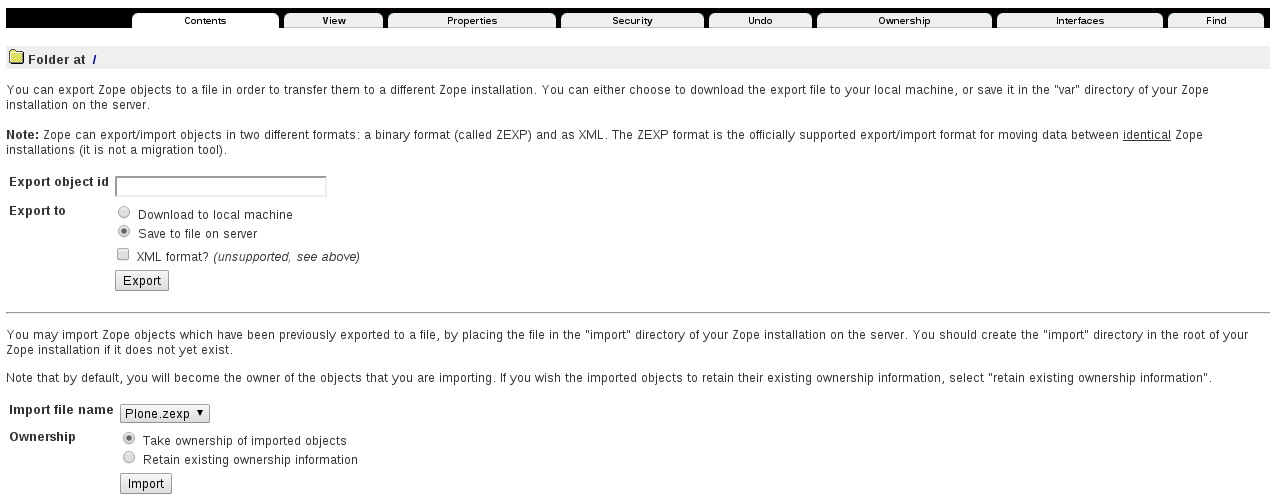 Contents View Properties Security Undo Ownership Interfaces Find
Folder at /
You can export Zope objects to a file in order to transfer them to a different Zope installation. You can either choose to download the export file to your local machine, or save it in the "var" directory of your Zope
installation on the server.
Note: Zope can export/import objects in two different formats: a binary format (called ZEXP) and as XML. The ZEXP format is the officially supported export/import format for moving data between identical Zope
installations (it is not a migration tool).
Export object id
Export to Download to local machine
Save to file on server
XML format? (unsupported, see above)
Export
You may import Zope objects which have been previously exported to a file, by placing the file in the "import" directory of your Zope installation on the server. You should create the "import" directory in the root of your
Zope installation if it does not yet exist.
Note that by default, you will become the owner of the objects that you are importing. If you wish the imported objects to retain their existing ownership information, select "retain existing ownership information".
Import file name Plone.zexp
Ownership Take ownership of imported objects
Retain existing ownership information
Import